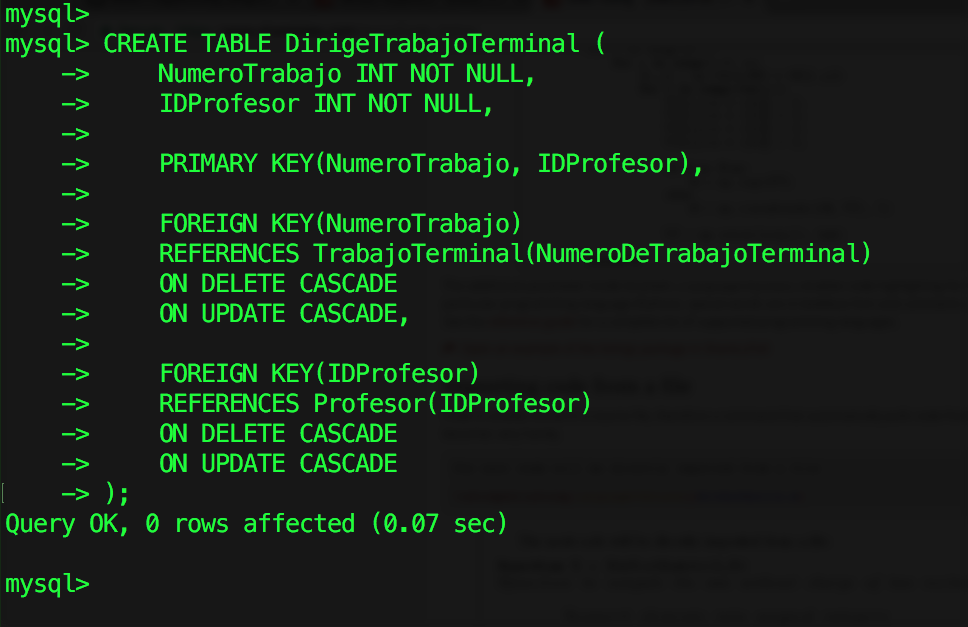 mysql>
mysql> CREATE TABLE DirigeTrabajoTerminal (
    -> NumeroTrabajo INT NOT NULL,
    -> IDProfesor INT NOT NULL,
    ->
    -> PRIMARY KEY(NumeroTrabajo, IDProfesor),
    ->
    -> FOREIGN KEY(NumeroTrabajo)
    -> REFERENCES TrabajoTerminal(NumeroDeTrabajoTerminal)
    -> ON DELETE CASCADE
    -> ON UPDATE CASCADE,
    ->
    -> FOREIGN KEY(IDProfesor)
    -> REFERENCES Profesor(IDProfesor)
    -> ON DELETE CASCADE
    -> ON UPDATE CASCADE
    -> );
Query OK, 0 rows affected (0.07 sec)
mysql>